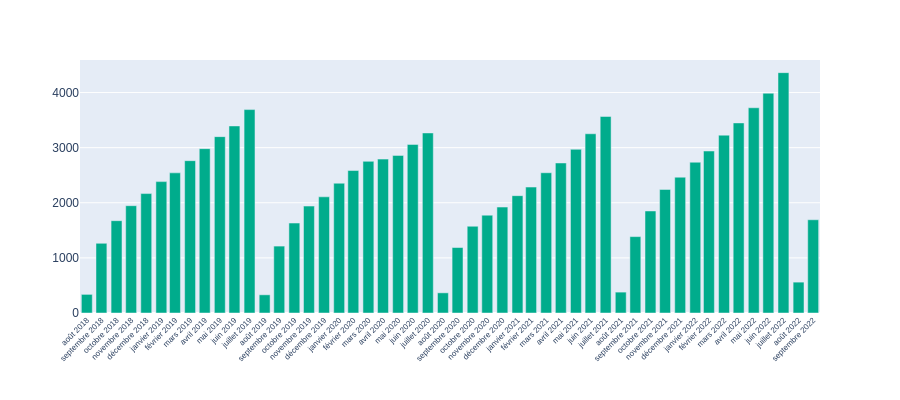 4000
3000
2000
1000
0
août 2018
septembre 2018
octobre 2018
novembre 2018
décembre 2018
janvier 2019
février 2019
mars 2019
avril 2019
mai 2019
juin 2019
juillet 2019
août 2019
septembre 2019
octobre 2019
novembre 2019
décembre 2019
janvier 2020
février 2020
mars 2020
avril 2020
mai 2020
juin 2020
juillet 2020
août 2020
septembre 2020
octobre 2020
novembre 2020
décembre 2020
janvier 2021
février 2021
mars 2021
avril 2021
mai 2021
juin 2021
juillet 2021
août 2021
septembre 2021
octobre 2021
novembre 2021
décembre 2021
janvier 2022
février 2022
mars 2022
avril 2022
mai 2022
juin 2022
juillet 2022
août 2022
septembre 2022